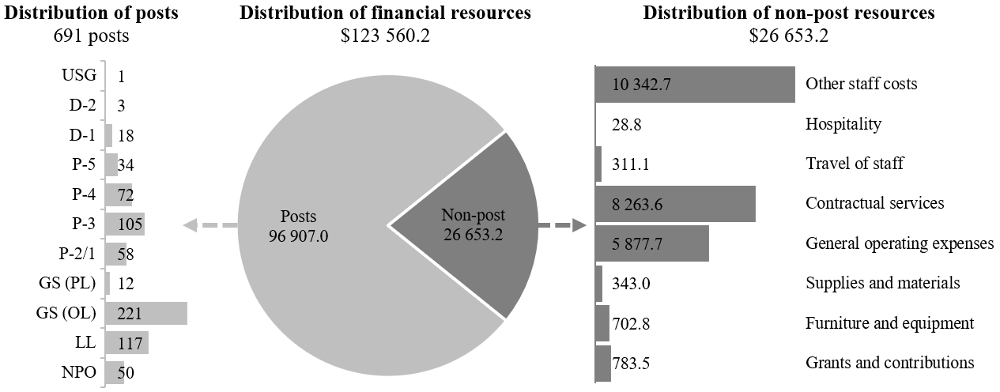 Distribution of posts
691 posts
USG 1
D-2 3
D-1 18
P-5 34
P-4 72
P-3 105
P-2/1 58
GS (PL) 12
GS (OL) 221
LL 117
NPO 50
Distribution of financial resources
$123 560.2
Posts
96 907.0
Non-post
26 653.2
Distribution of non-post resources
$26 653.2
10 342.7 Other staff costs
28.8 Hospitality
311.1 Travel of staff
8 263.6 Contractual services
5 877.7 General operating expenses
343.0 Supplies and materials
702.8 Furniture and equipment
783.5 Grants and contributions